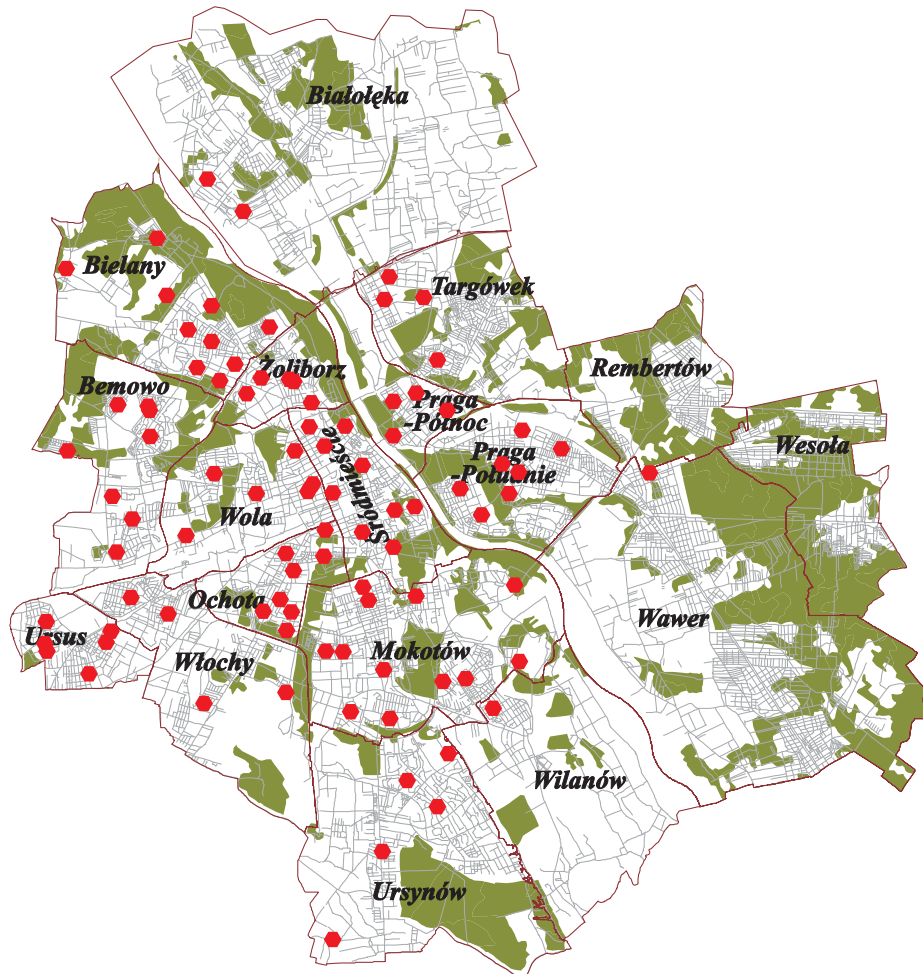 Białołęka
Bielany
Targówek
Rembertów
Żoliborz
Bemowo
Praga
-Północ
Wesoła
Praga
-Południe
Śródmieście
Wola
Ochota
Wawer
Ursus
Włochy
Mokotów
Wilanów
Ursynów